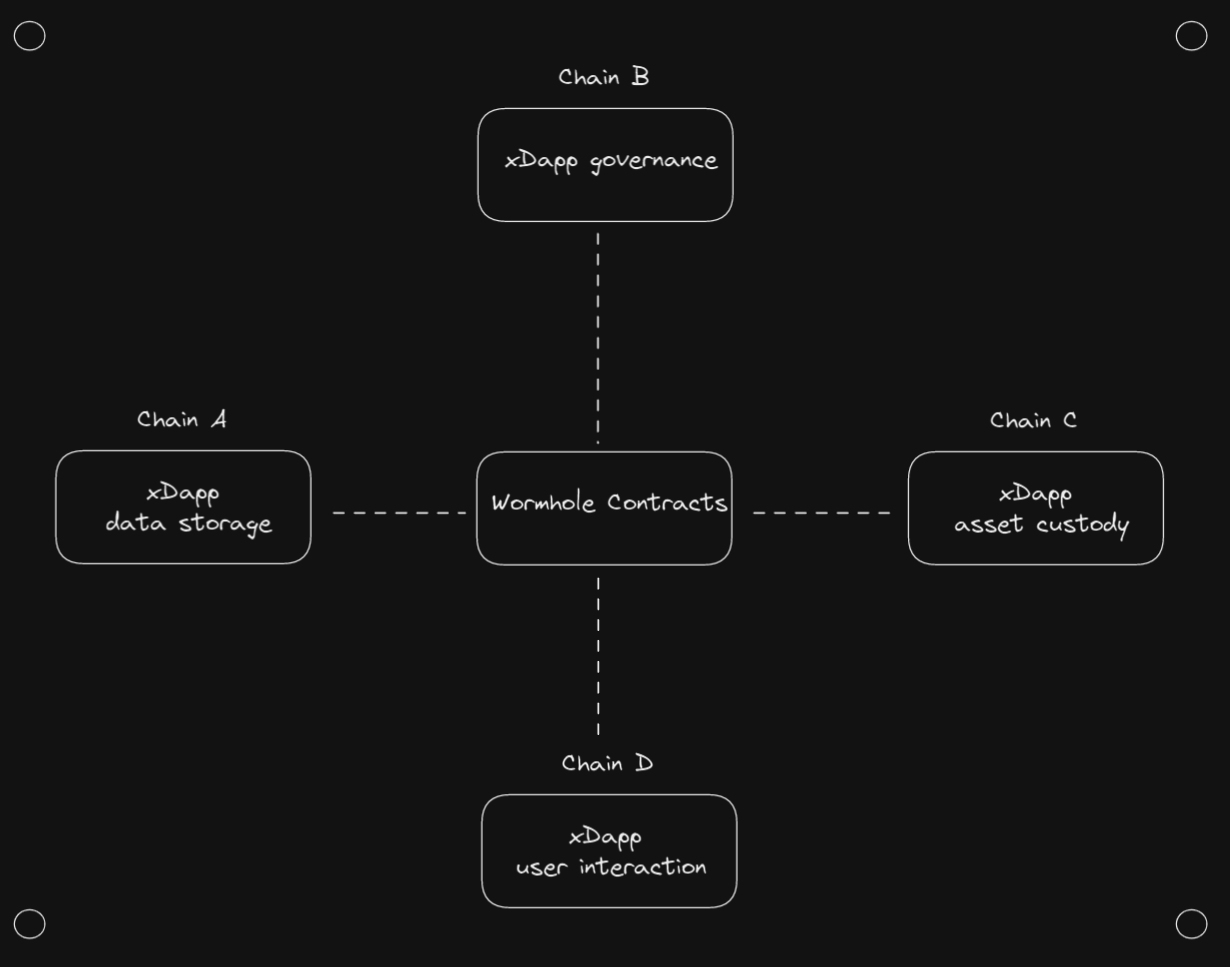 Chain B
xDapp governance
Chain A
xDapp
data storage
Wormhole Contracts
Chain C
xDapp
asset custody
Chain D
xDapp
user interaction